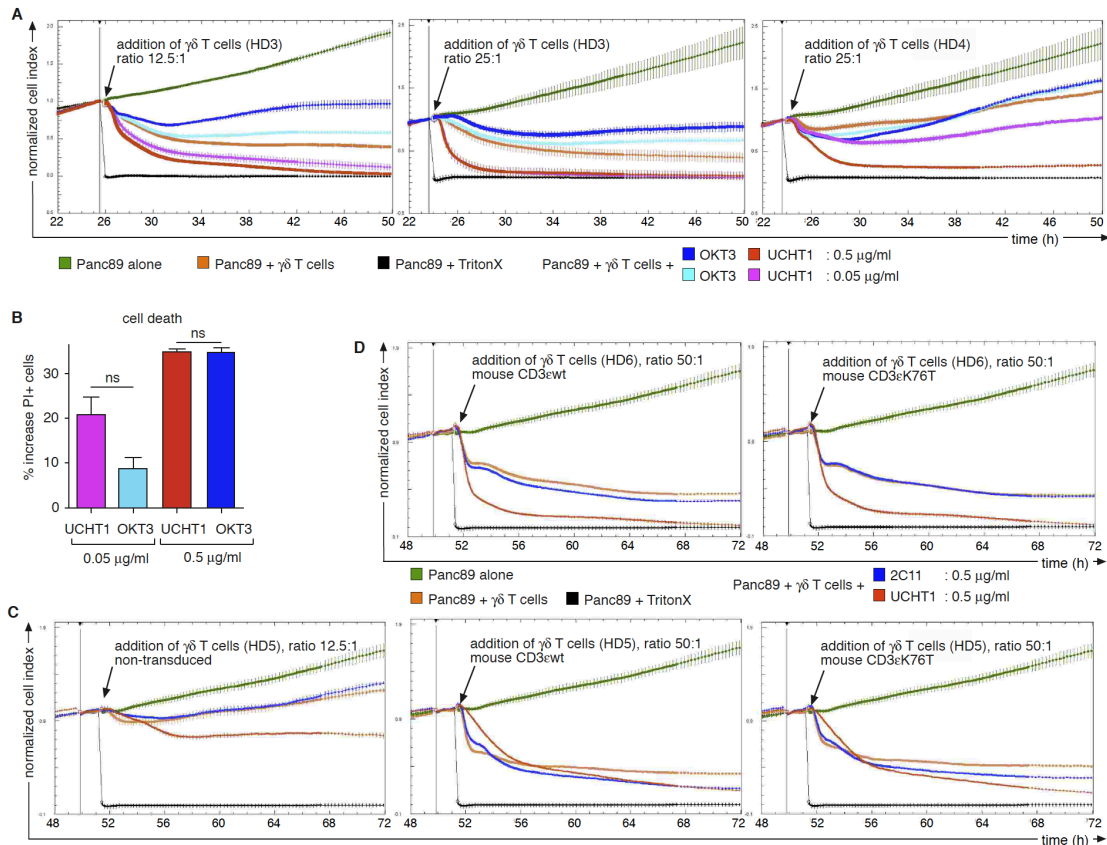 A
normalized cell index
addition of γδ T cells (HD3)
ratio 12.5:1
2.0
1.5
1.0
0.5
0.0
22 26 30 34 38 42 46 50
addition of γδ T cells (HD3)
ratio 25:1
22 26 30 34 38 42 46 50
addition of γδ T cells (HD4)
ratio 25:1
22 26 30 34 38 42 46 50
time (h)
Panc89 alone
Panc89 + γδ T cells
Panc89 + TritonX
Panc89 + γδ T cells +
OKT3 UCHT1 : 0.5 μg/ml
OKT3 UCHT1 : 0.05 μg/ml
B
cell death
% increase PI+ cells
30
20
10
0
ns
ns
UCHT1 OKT3 UCHT1 OKT3
0.05 μg/ml
0.5 μg/ml
D
normalized cell index
addition of γδ T cells (HD6), ratio 50:1
mouse CD3εwt
48 52 56 60 64 68 72
addition of γδ T cells (HD6), ratio 50:1
mouse CD3εK76T
48 52 56 60 64 68 72
time (h)
Panc89 alone
Panc89 + γδ T cells
Panc89 + TritonX
Panc89 + γδ T cells +
2C11 : 0.5 μg/ml
UCHT1 : 0.5 μg/ml
C
normalized cell index
addition of γδ T cells (HD5), ratio 12.5:1
non-transduced
48 52 56 60 64 68 72
addition of γδ T cells (HD5), ratio 50:1
mouse CD3εwt
48 52 56 60 64 68 72
addition of γδ T cells (HD5), ratio 50:1
mouse CD3εK76T
48 52 56 60 64 68 72
time (h)